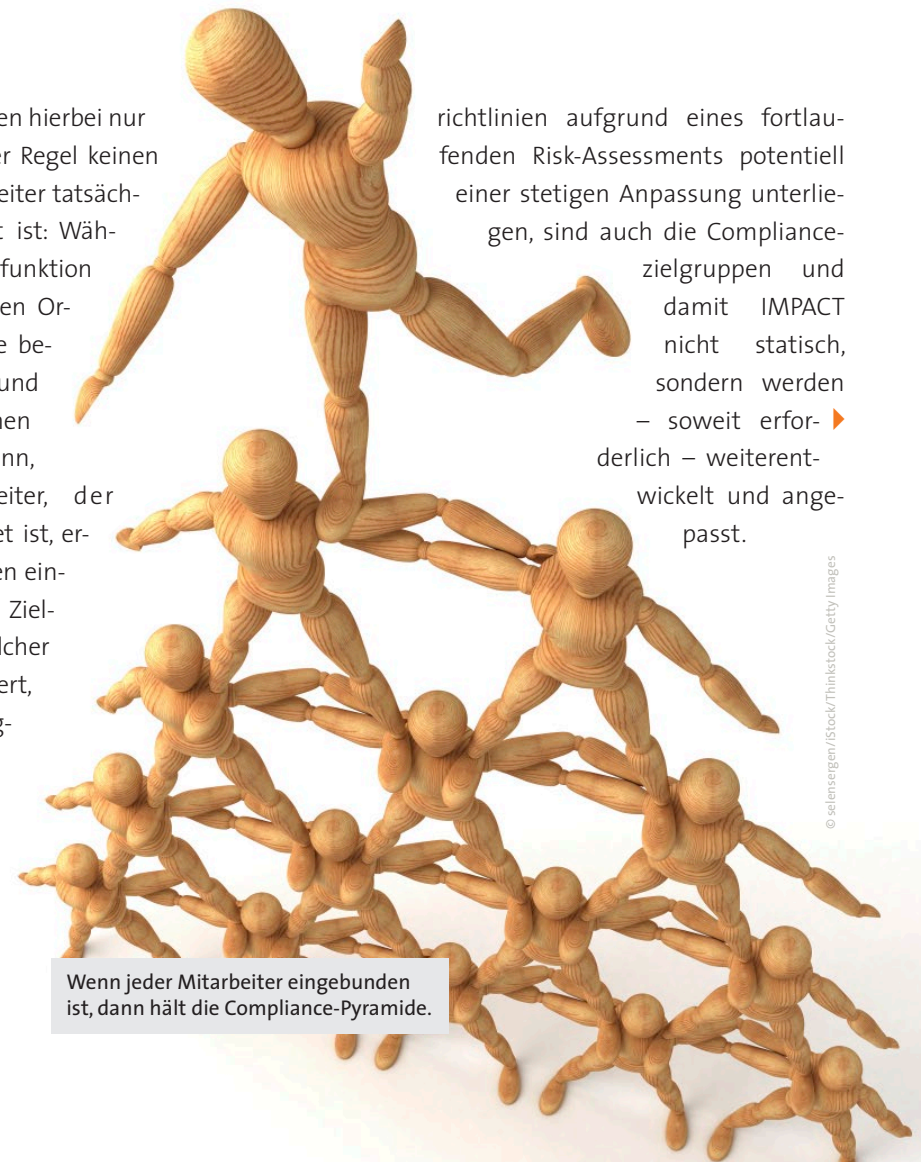 en hierbei nur
er Regel keinen
eiter tatsäch-
t ist: Wäh-
funktion
en Or-
e be-
und
nen
nn,
eiter, der
et ist, er-
en ein-
Ziel-
lcher
ert,
g-
richtlinien aufgrund eines fortlau-
fenden Risk-Assessments potentiell
einer stetigen Anpassung unterlie-
gen, sind auch die Compliance-
zielgruppen und
damit IMPACT
nicht statisch,
sondern werden
– soweit erfor-
derlich – weiterent-
wickelt und ange-
passt.
© selensergen/iStock/Thinkstock/Getty Images
Wenn jeder Mitarbeiter eingebunden
ist, dann hält die Compliance-Pyramide.